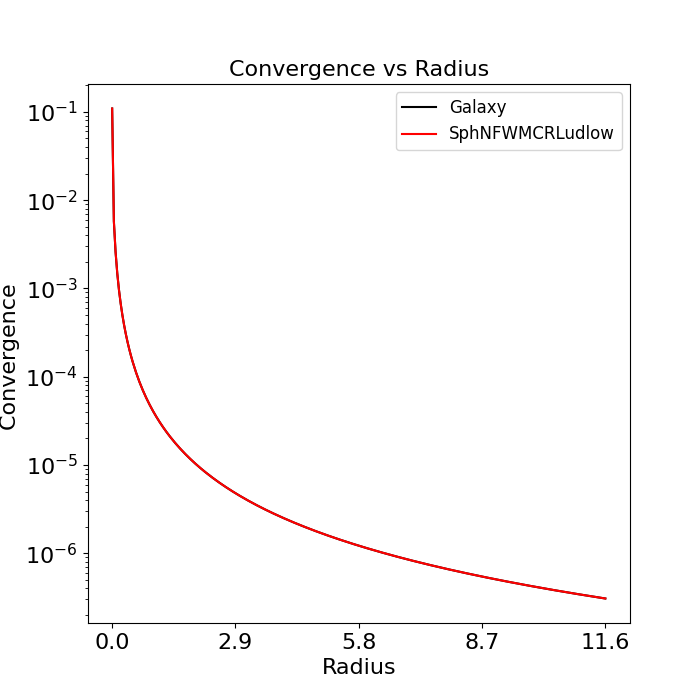 Convergence vs Radius
Galaxy
SphNFWMCRLudlow
Convergence
10⁻¹
10⁻²
10⁻³
10⁻⁴
10⁻⁵
10⁻⁶
0.0 2.9 5.8 8.7 11.6
Radius